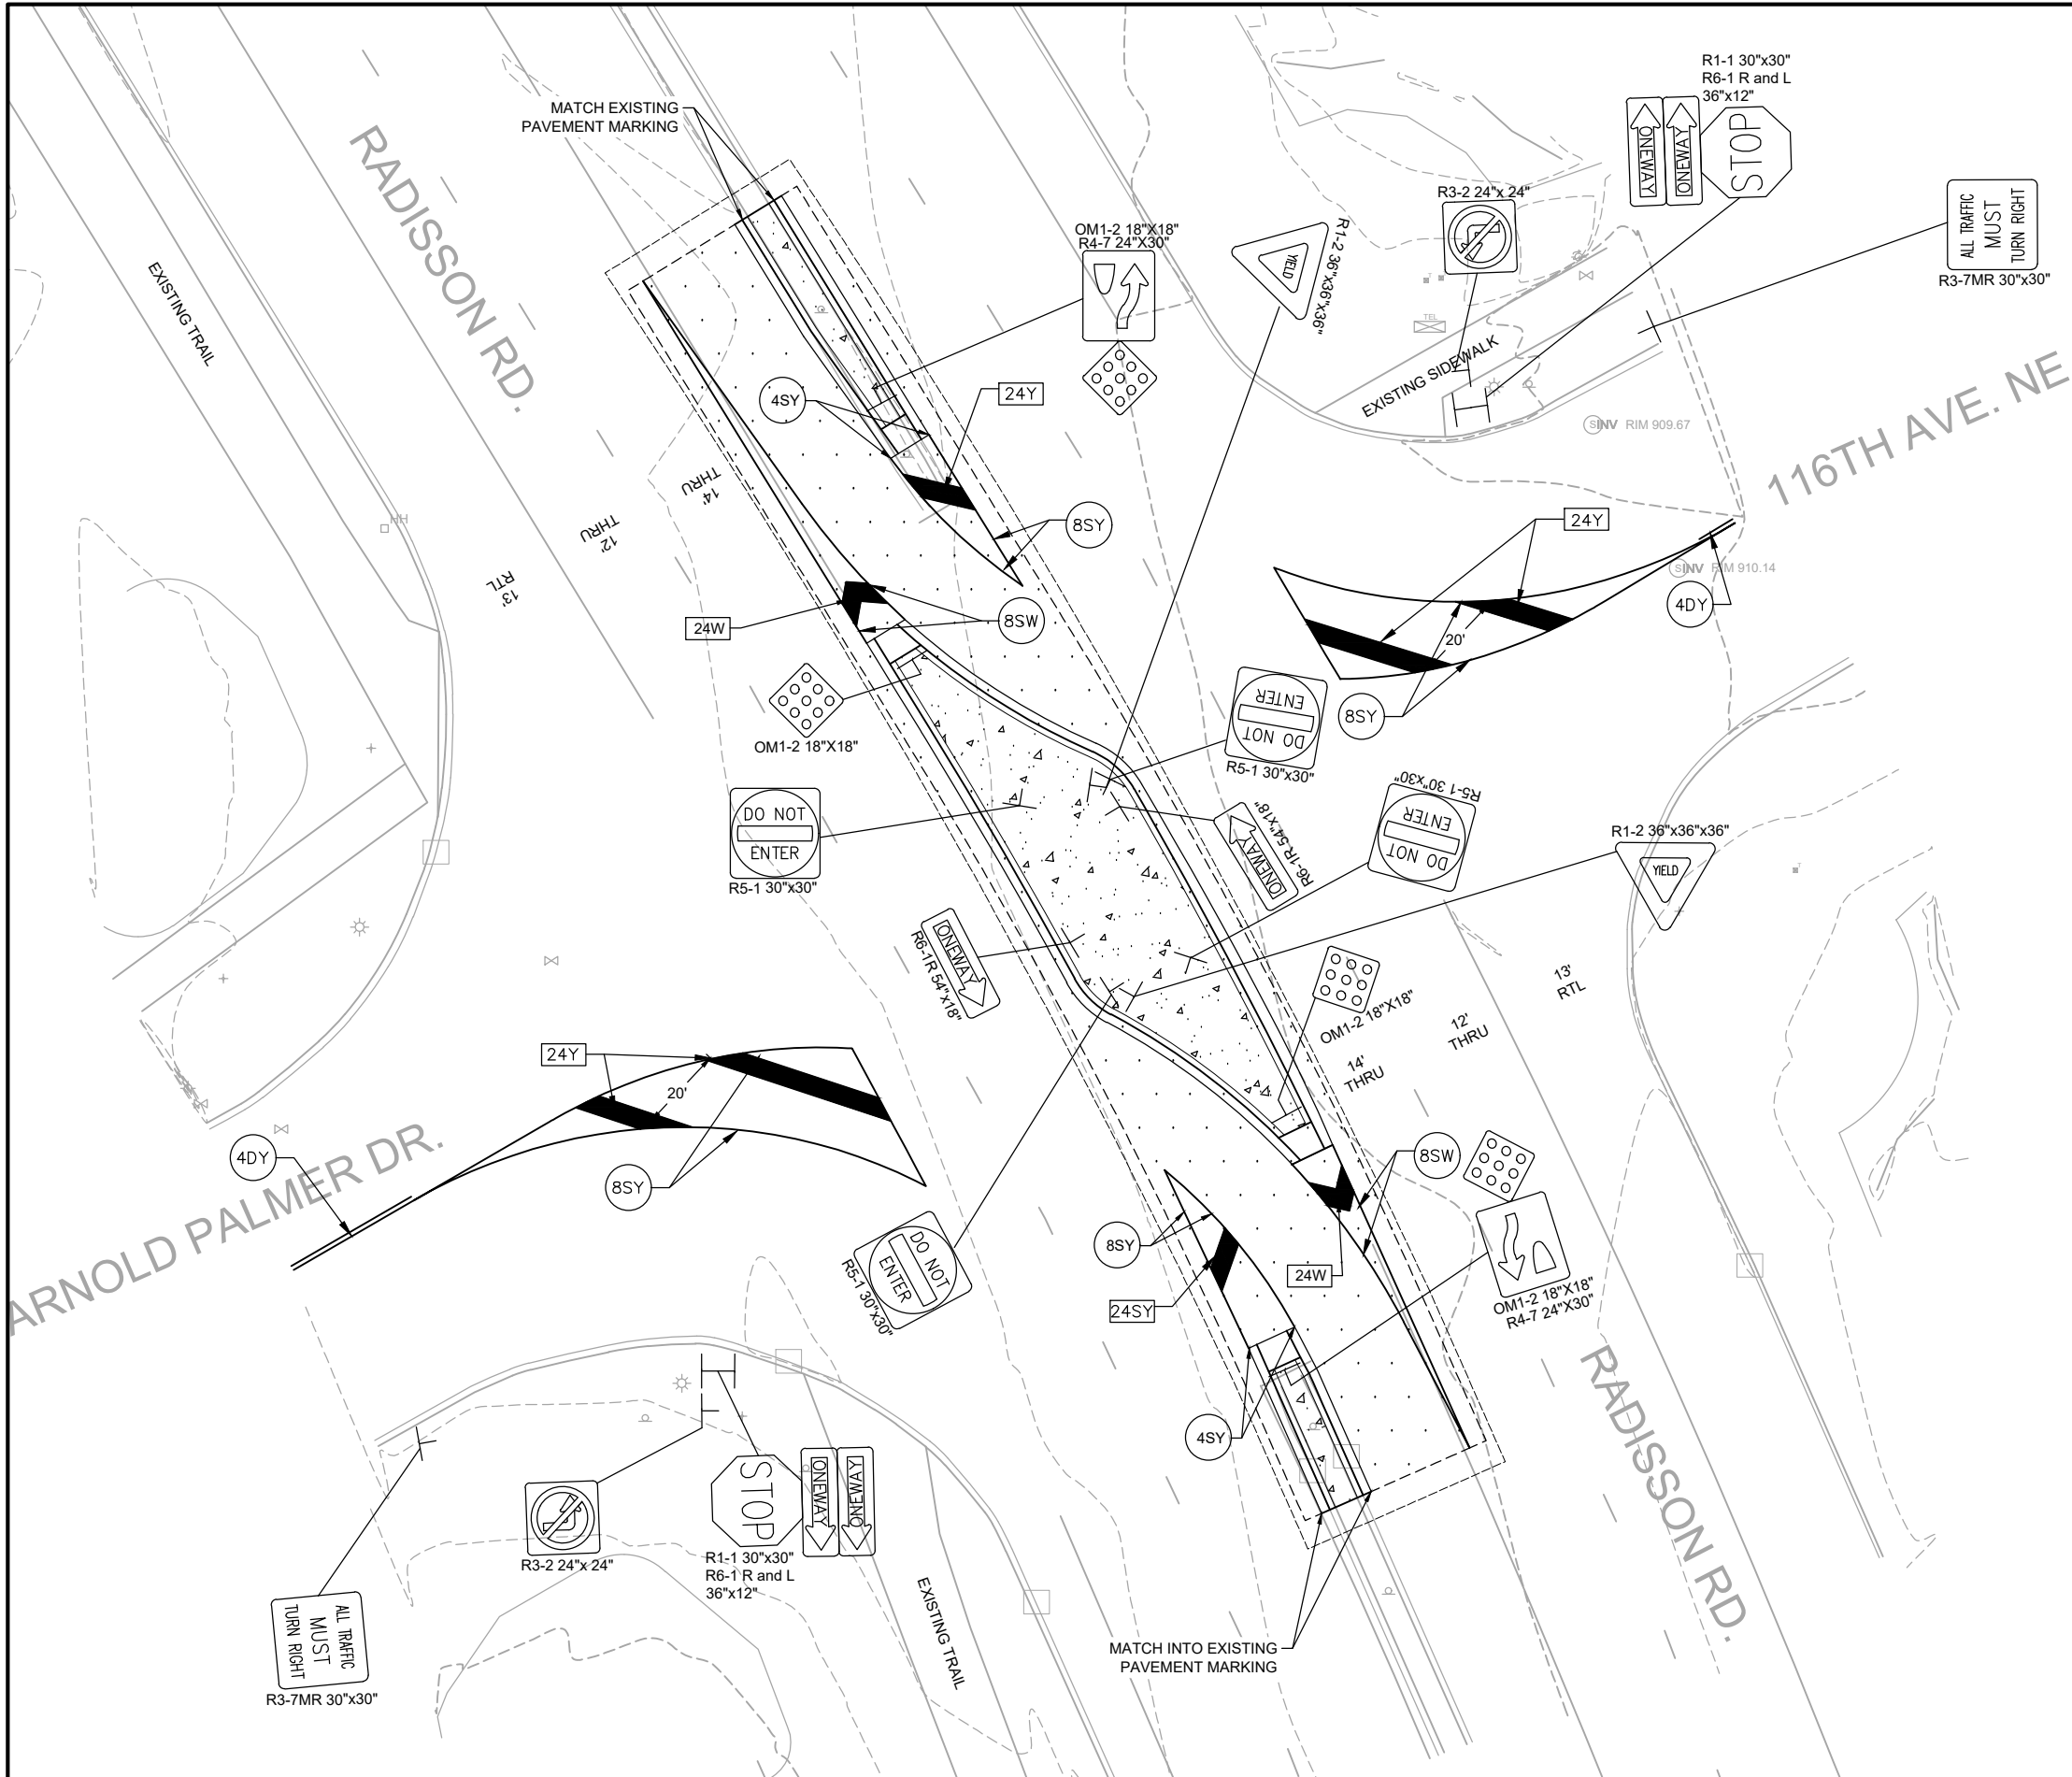 MATCH EXISTING
PAVEMENT MARKING
RADISSON RD.
EXISTING TRAIL
OM1-2 18"X18"
R4-7 24"X30"
R1-2 36"x36"x36"
YIELD
R3-2 24"x 24"
R1-1 30"x30"
R6-1 R and L
36"x12"
ONEWAY
ONEWAY
STOP
ALL TRAFFIC
MUST
TURN RIGHT
R3-7MR 30"x30"
TEL
EXISTING SIDEWALK
116TH AVE. NE
SINV RIM 909.67
SINV RIM 910.14
4SY
24Y
8SY
24Y
4DY
20'
8SY
HH
14'
THRU
12'
THRU
13'
RTL
24W
8SW
OM1-2 18"X18"
DO NOT
ENTER
R5-1 30"x30"
DO NOT
ENTER
R5-1 30"x30"
ONEWAY
R6-1R 54"x18"
R5-1 30"x30"
DO NOT
ENTER
R1-2 36"x36"x36"
YIELD
ONEWAY
R6-1R 54"x18"
OM1-2 18"X18"
13'
RTL
12'
THRU
14'
THRU
24Y
20'
4DY
8SY
ARNOLD PALMER DR.
DO NOT
ENTER
R5-1 30"x30"
8SY
24SY
24W
8SW
OM1-2 18"X18"
R4-7 24"X30"
4SY
RADISSON RD.
R3-2 24"x 24"
STOP
ONEWAY
ONEWAY
R1-1 30"x30"
R6-1 R and L
36"x12"
ALL TRAFFIC
MUST
TURN RIGHT
R3-7MR 30"x30"
EXISTING TRAIL
MATCH INTO EXISTING
PAVEMENT MARKING